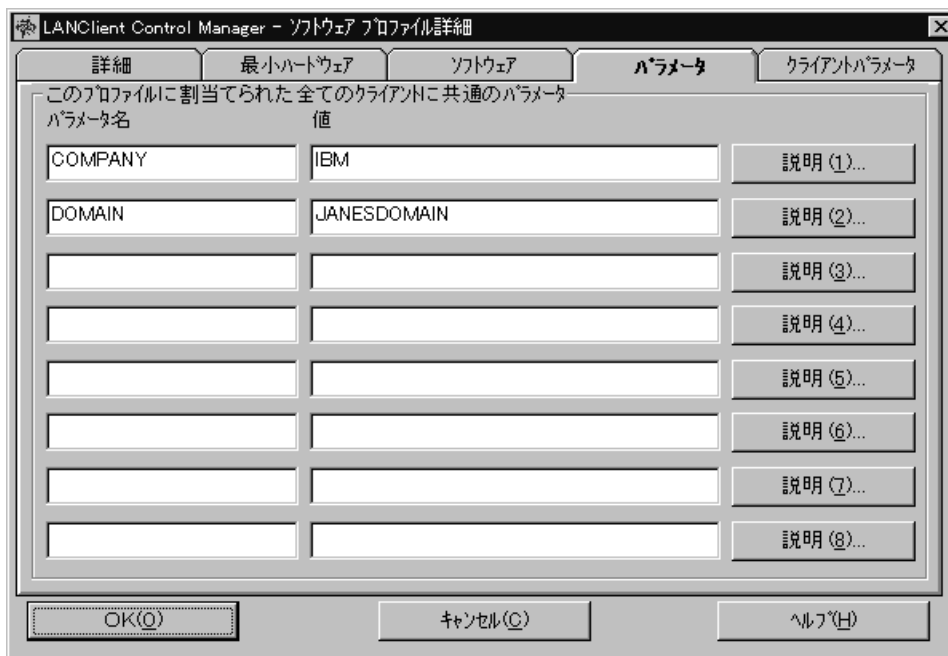 LANClient Control Manager - ソフトウェア プロファイル詳細
詳細 最小ハードウェア ソフトウェア パラメータ クライアントパラメータ
このプロファイルに割当てられた全てのクライアントに共通のパラメータ
パラメータ名 値
COMPANY IBM 説明(1)...
DOMAIN JANESDOMAIN 説明(2)...
説明(3)...
説明(4)...
説明(5)...
説明(6)...
説明(7)...
説明(8)...
OK(O) キャンセル(C) ヘルプ(H)